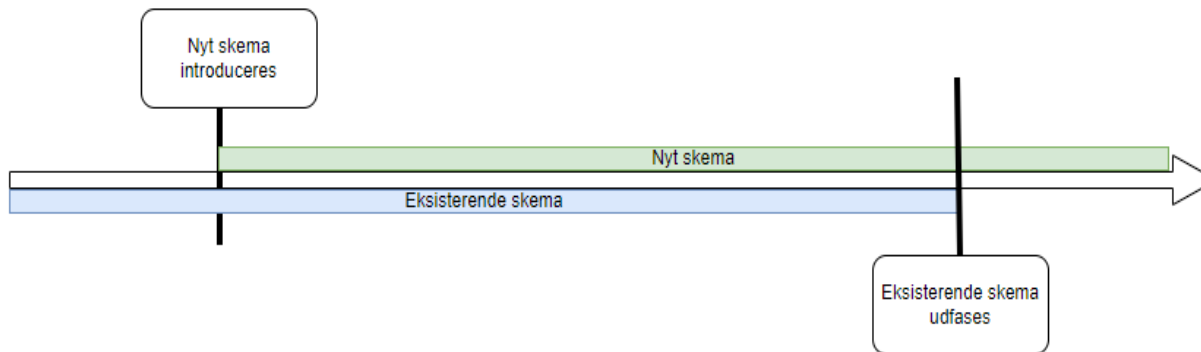 Nyt skema
introduceres
Nyt skema
Eksisterende skema
Eksisterende skema
udfases